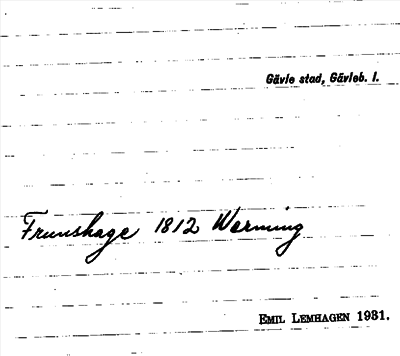 Gävle stad, Gävleb. l.
Frunshage 1812 Werming
EMIL LEMHAGEN 1931.